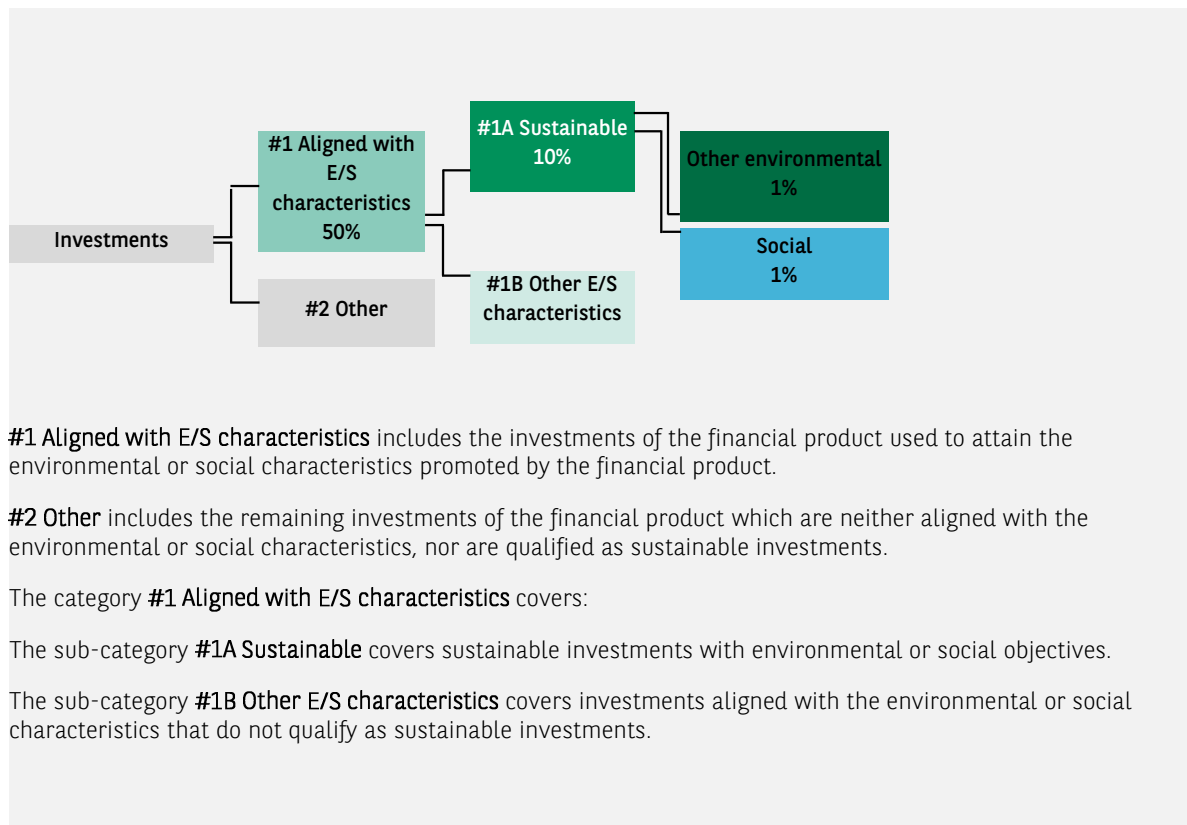 #1A Sustainable
10%
#1 Aligned with
E/S
characteristics
50%
Other environmental
1%
Investments
Social
1%
#1B Other E/S
characteristics
#2 Other
#1 Aligned with E/S characteristics includes the investments of the financial product used to attain the
environmental or social characteristics promoted by the financial product.
#2 Other includes the remaining investments of the financial product which are neither aligned with the
environmental or social characteristics, nor are qualified as sustainable investments.
The category #1 Aligned with E/S characteristics covers:
The sub-category #1A Sustainable covers sustainable investments with environmental or social objectives.
The sub-category #1B Other E/S characteristics covers investments aligned with the environmental or social
characteristics that do not qualify as sustainable investments.